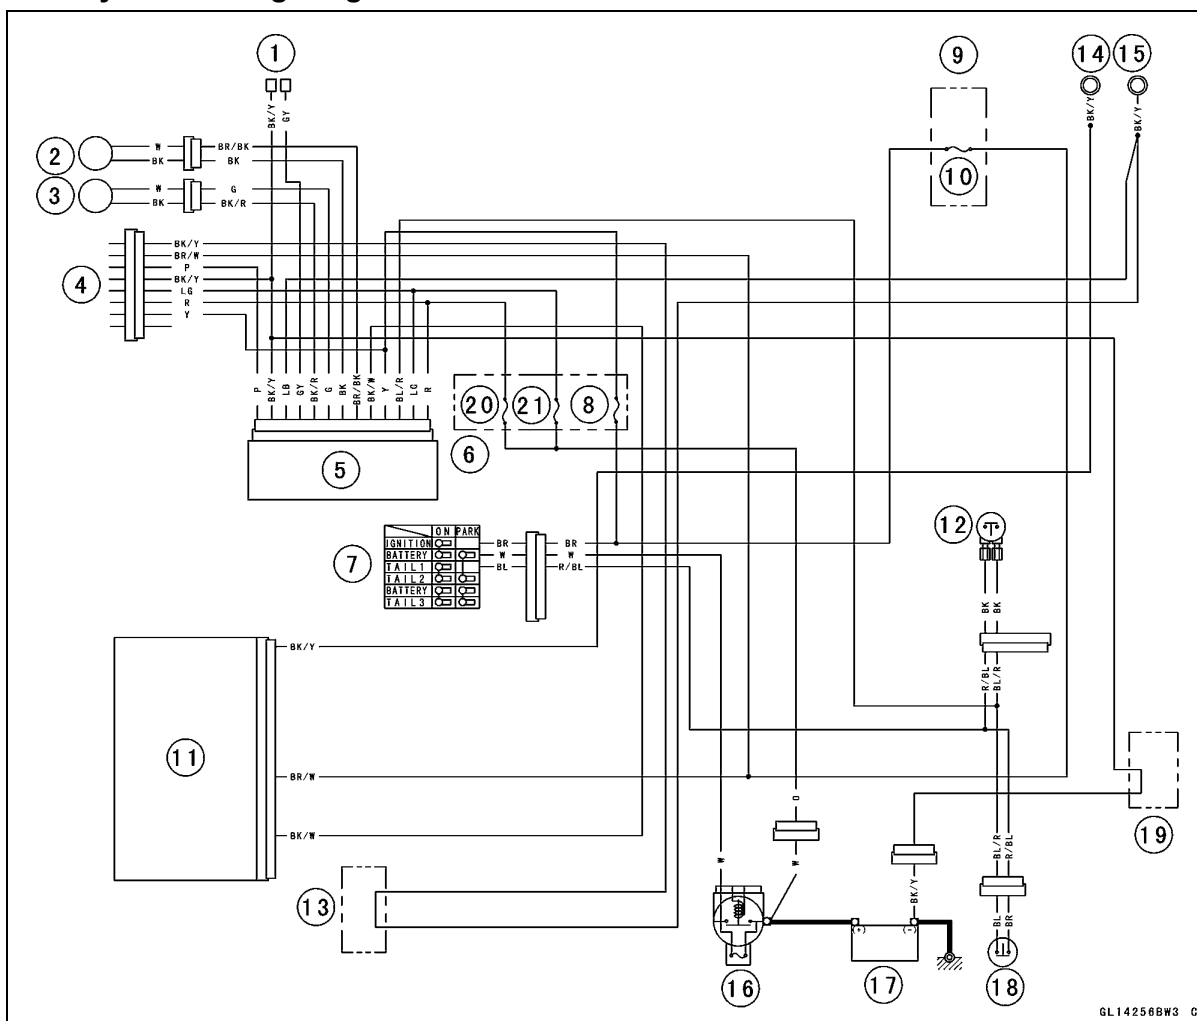 1
9
14 15
BK/Y GY
BK/Y BK/Y
2 W BR/BK
BK BK
10
3 W G
BK BK/R
BK/Y
BR/W
P
4 BK/Y
LG
R
Y
P BK/Y LB GY BK/R G BK BR/BK BK/W Y BL/R LG R
20 21 8
5 6
12
7
ON PARK
IGNITION
BATTERY
TAIL1
TAIL2
BATTERY
TAIL3
BR BR
W W
BL R/BL
BK BK
R/BL BL/R
BK/Y
11
BR/W
O
BK/W
W W
BL/R R/BL
19
BK/Y
13
BL BR
(+) (-)
16 17 18
GL14256BW3 C